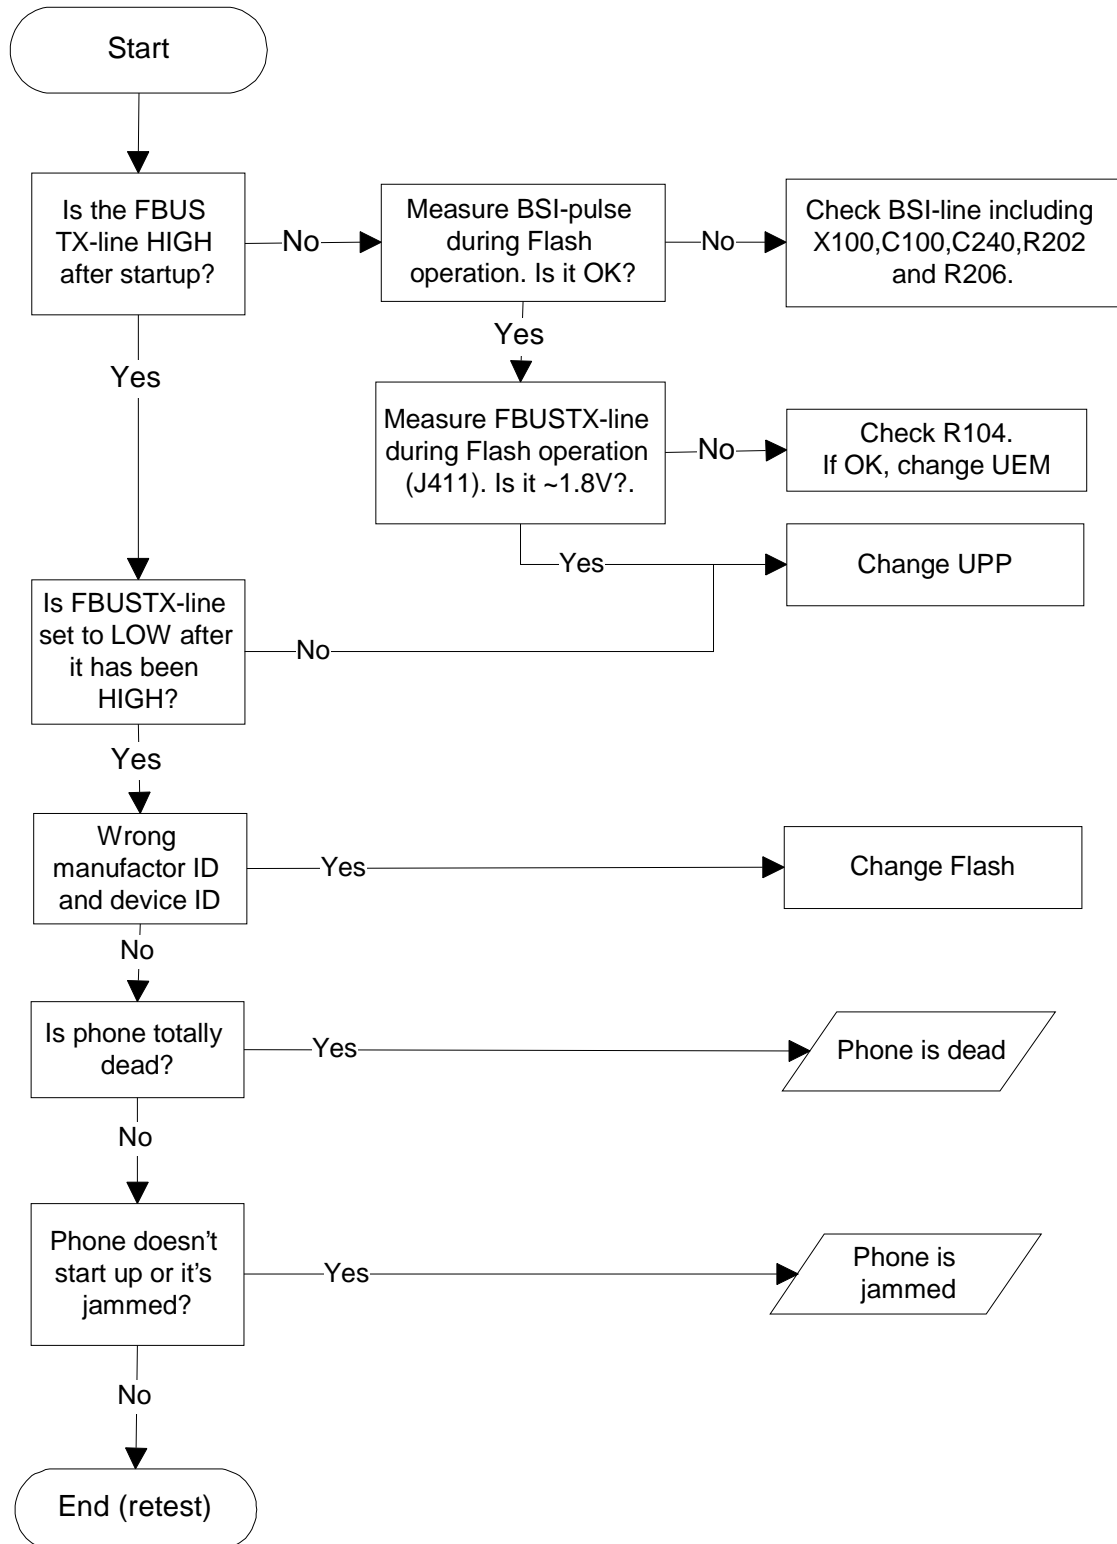 Start
Is the FBUS
TX-line HIGH
after startup?
No
Measure BSI-pulse
during Flash
operation. Is it OK?
No
Check BSI-line including
X100,C100,C240,R202
and R206.
Yes
Yes
Measure FBUSTX-line
during Flash operation
(J411). Is it ~1.8V?.
No
Check R104.
If OK, change UEM
Yes
Change UPP
Is FBUSTX-line
set to LOW after
it has been
HIGH?
No
Yes
Wrong
manufactor ID
and device ID
Yes
Change Flash
No
Is phone totally
dead?
Yes
Phone is dead
No
Phone doesn't
start up or it's
jammed?
Yes
Phone is
jammed
No
End (retest)